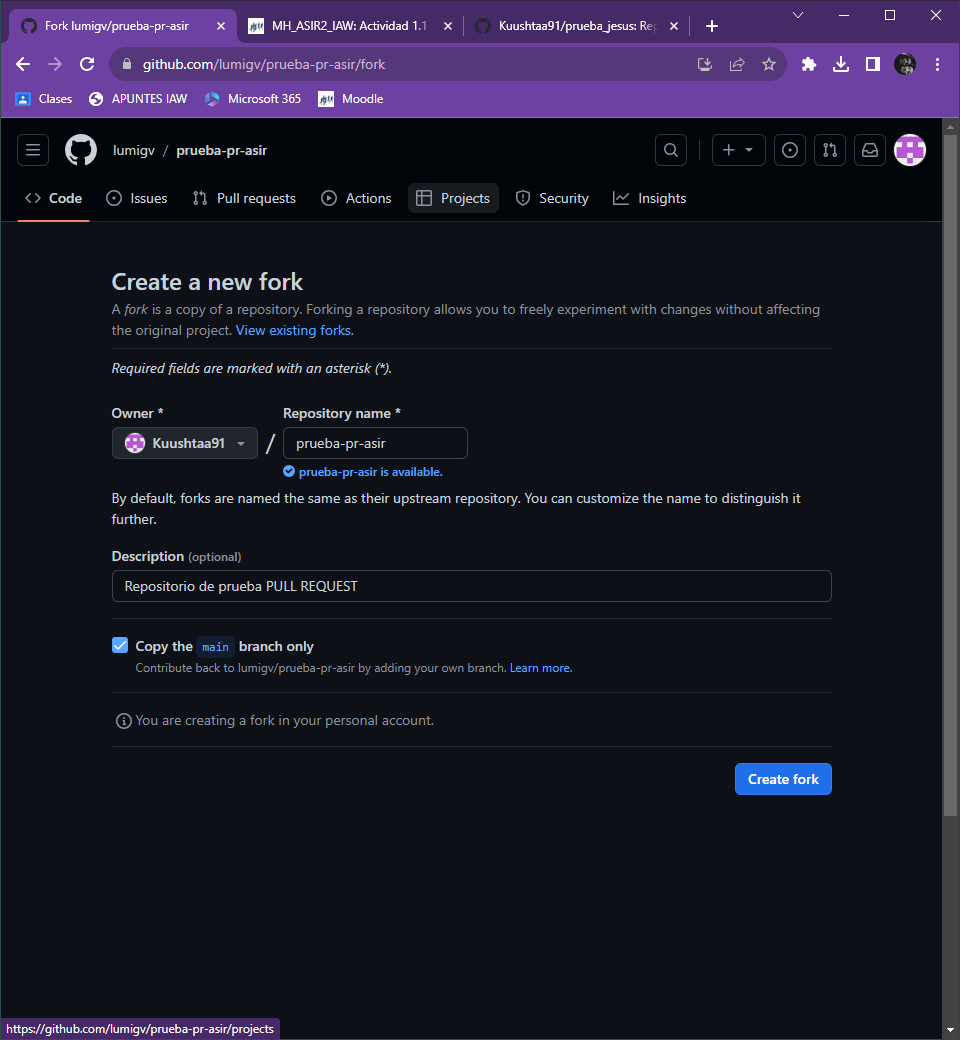 Fork lumigv/prueba-pr-asir
MH_ASIR2_IAW: Actividad 1.1
Kuushtaa91/prueba_jesus: Rep
github.com/lumigv/prueba-pr-asir/fork
Clases
APUNTES IAW
Microsoft 365
Moodle
lumigv / prueba-pr-asir
Code
Issues
Pull requests
Actions
Projects
Security
Insights
Create a new fork
A fork is a copy of a repository. Forking a repository allows you to freely experiment with changes without affecting
the original project. View existing forks.
Required fields are marked with an asterisk (*).
Owner *
Repository name *
Kuushtaa91
/
prueba-pr-asir
prueba-pr-asir is available.
By default, forks are named the same as their upstream repository. You can customize the name to distinguish it
further.
Description (optional)
Repositorio de prueba PULL REQUEST
Copy the main branch only
Contribute back to lumigv/prueba-pr-asir by adding your own branch. Learn more.
You are creating a fork in your personal account.
Create fork
https://github.com/lumigv/prueba-pr-asir/projects